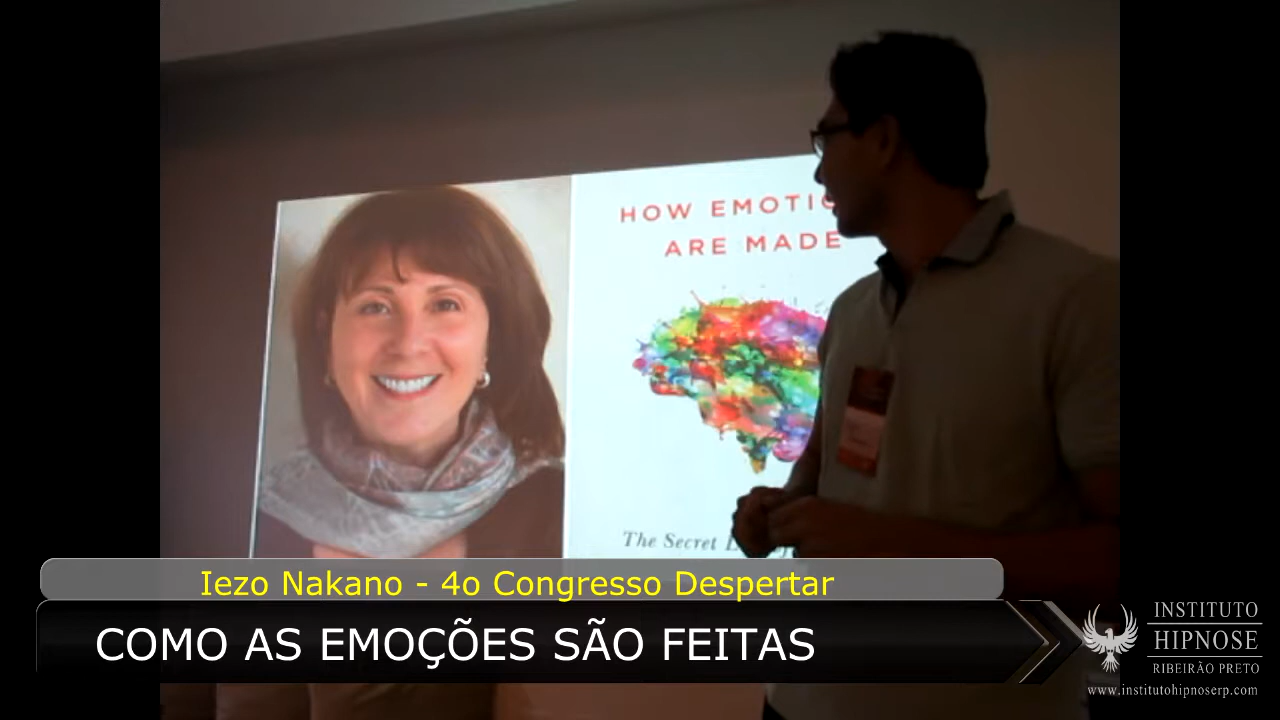 HOW EMOTIO
ARE MADE
The Secret
Iezo Nakano - 4o Congresso Despertar
COMO AS EMOÇÕES SÃO FEITAS
INSTITUTO
HIPNOSE
RIBEIRÃO PRETO
www.institutohipnoserp.com